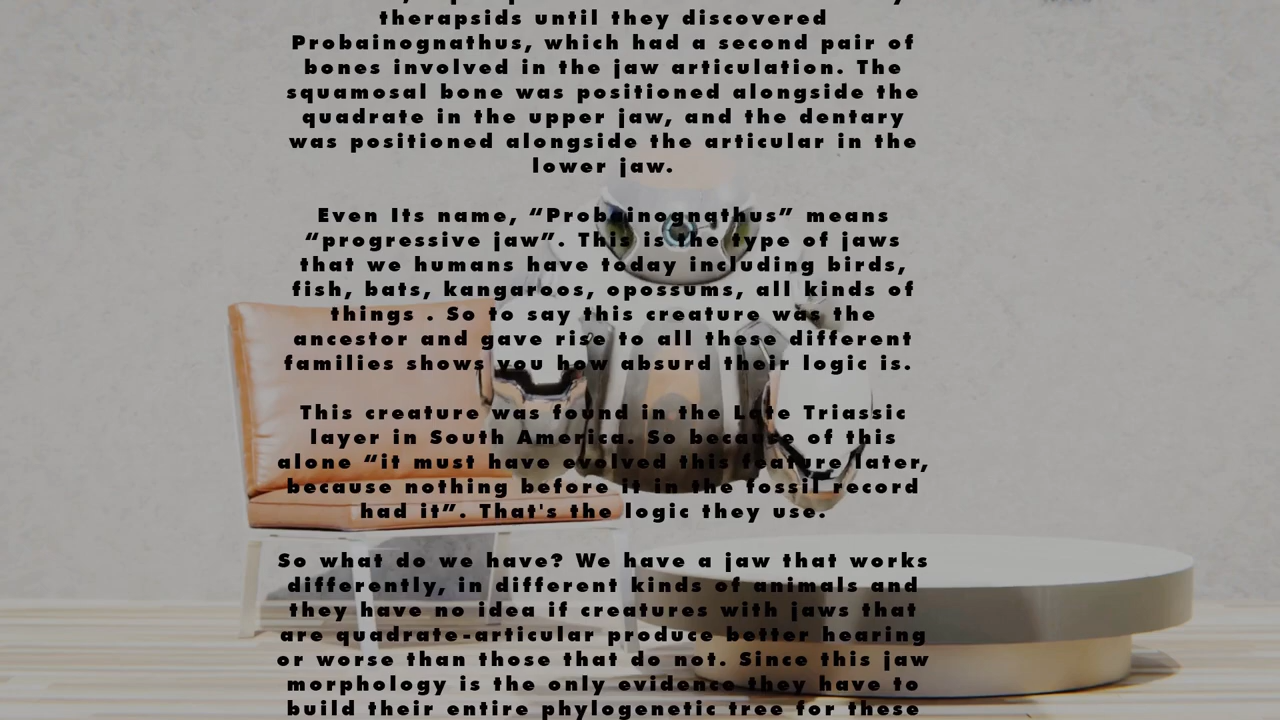 therapsids until they discovered
Probainognathus, which had a second pair of
bones involved in the jaw articulation. The
squamosal bone was positioned alongside the
quadrate in the upper jaw, and the dentary
was positioned alongside the articular in the
lower jaw.
Even Its name, “Probainognathus” means
“progressive jaw”. This is the type of jaws
that we humans have today including birds,
fish, bats, kangaroos, opossums, all kinds of
things . So to say this creature was the
ancestor and gave rise to all these different
families shows you how absurd their logic is.
This creature was found in the Late Triassic
layer in South America. So because of this
alone “it must have evolved this feature later,
because nothing before it in the fossil record
had it”. That's the logic they use.
So what do we have? We have a jaw that works
differently, in different kinds of animals and
they have no idea if creatures with jaws that
are quadrate-articular produce better hearing
or worse than those that do not. Since this jaw
morphology is the only evidence they have to
build their entire phylogenetic tree for these